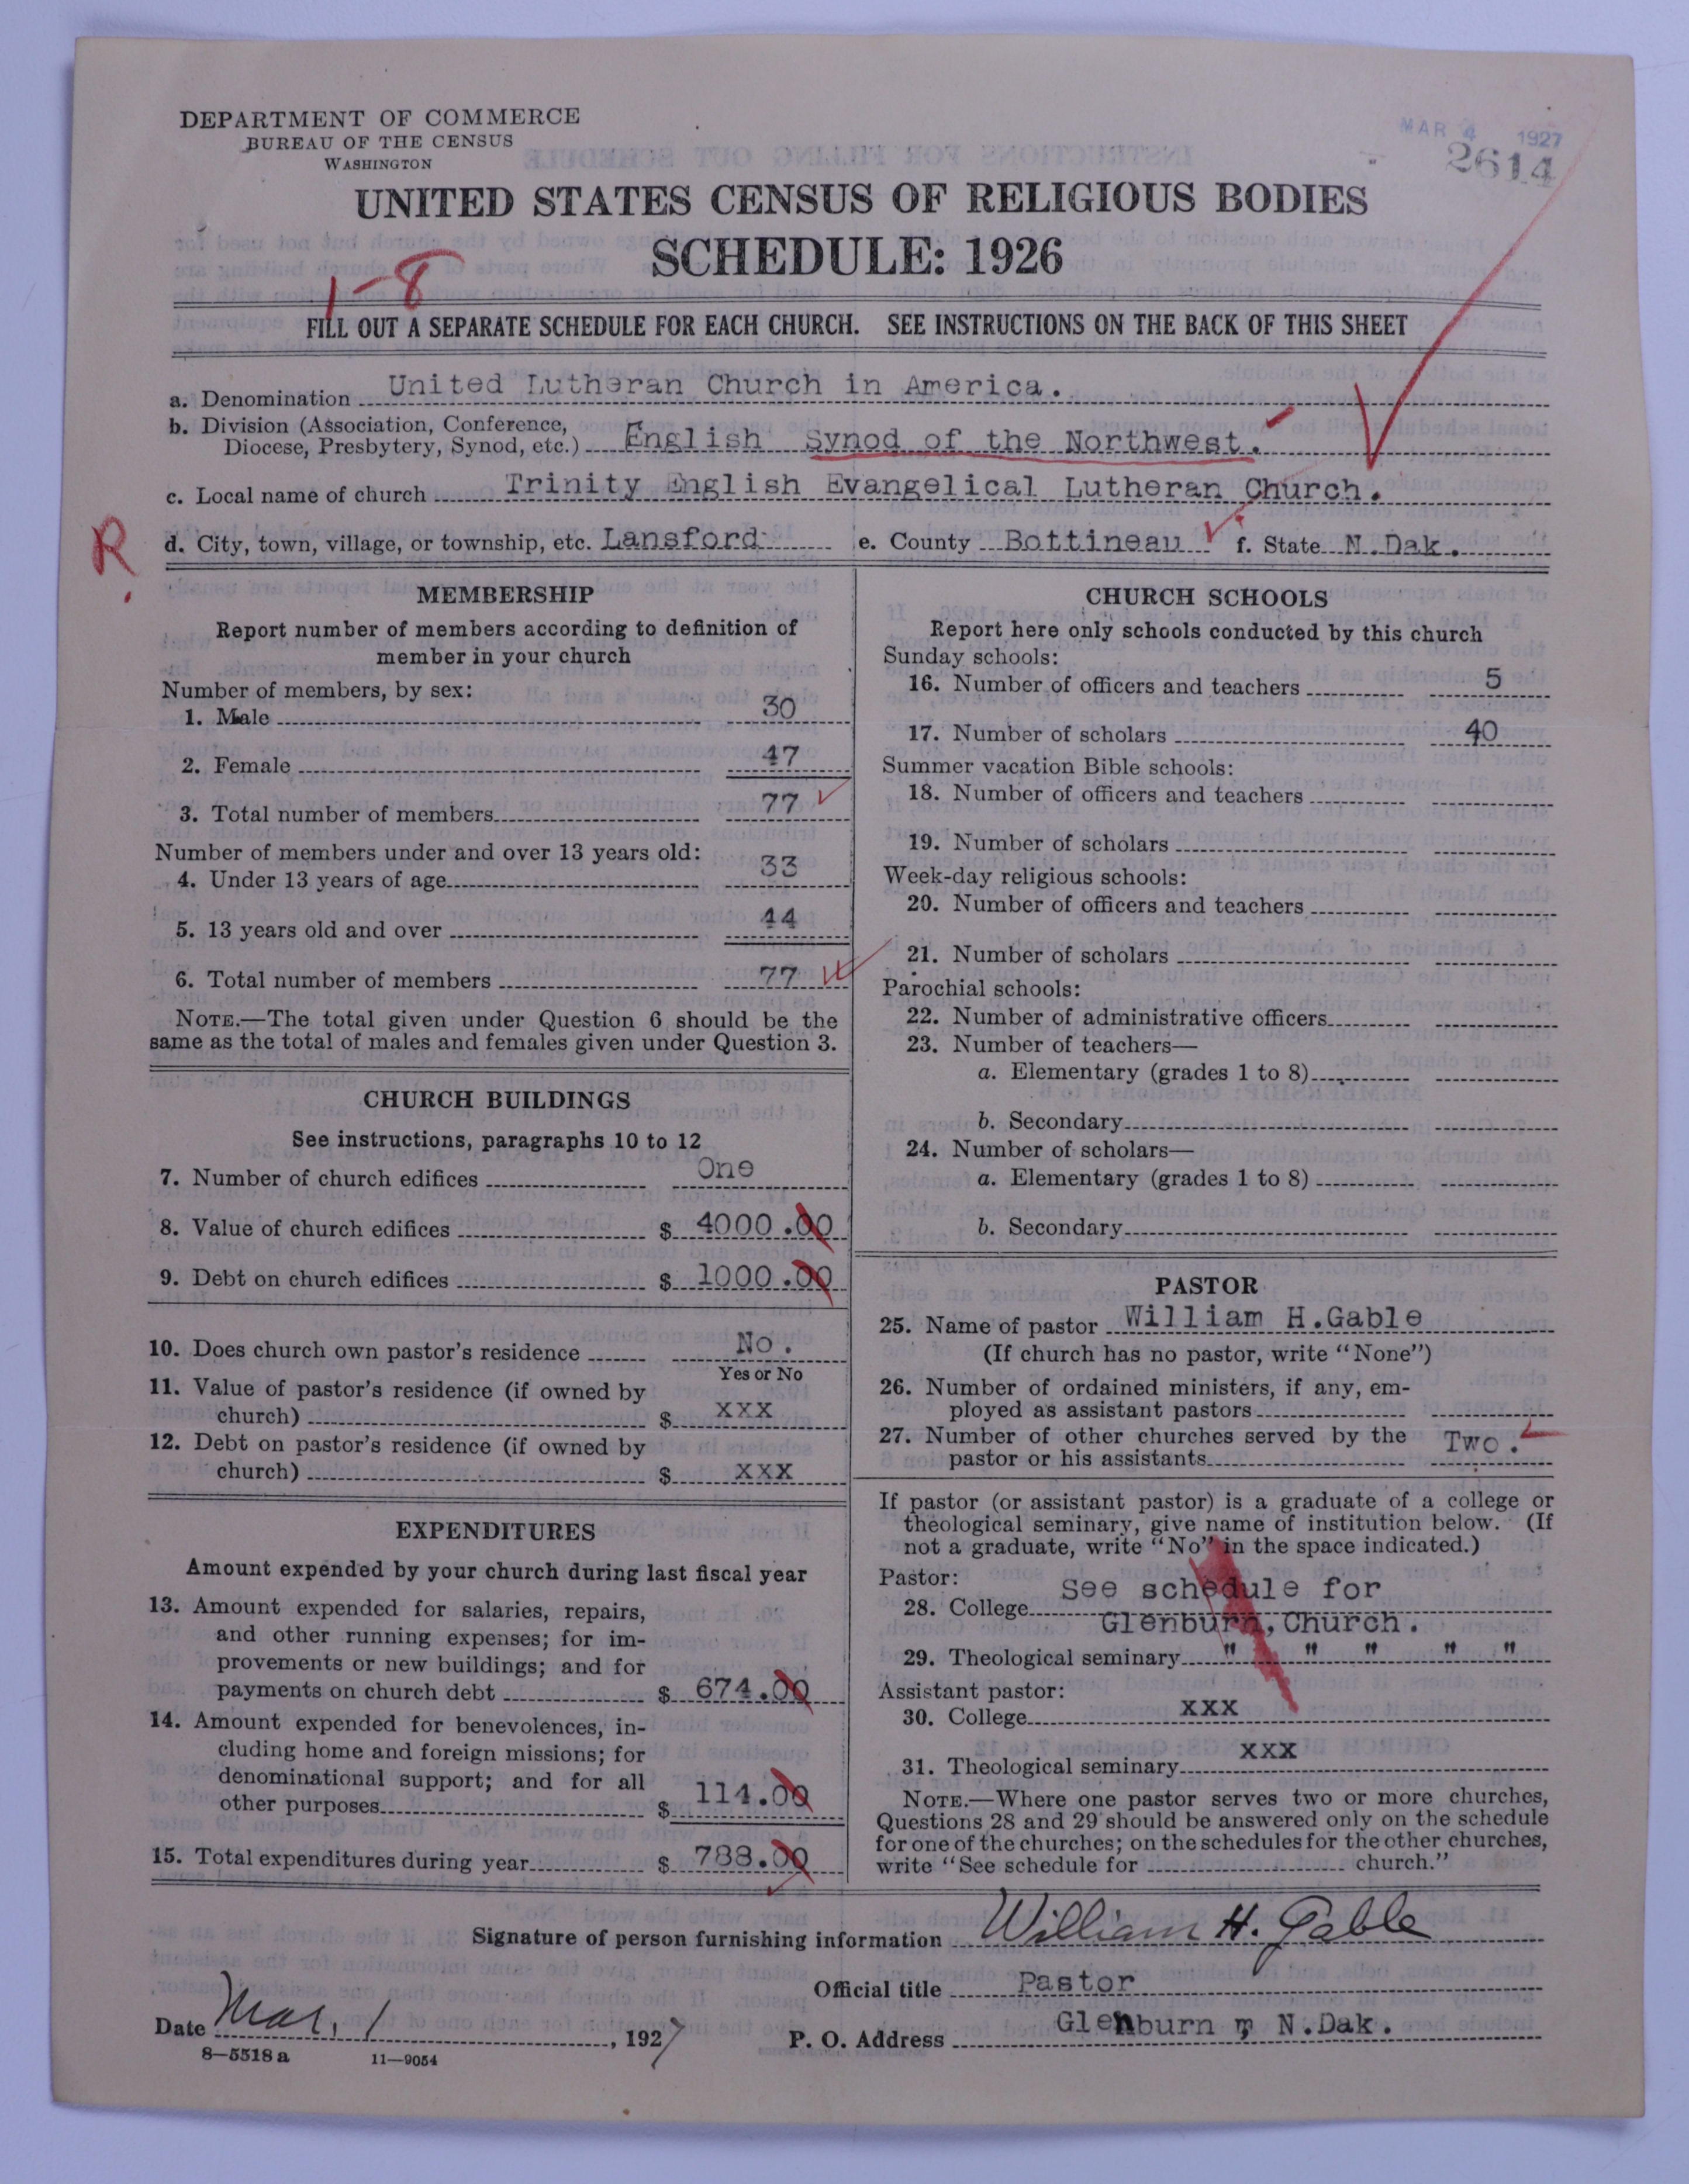 DEPARTMENT OF COMMERCE
BUREAU OF THE CENSUS
WASHINGTON
MAR 4 1927
2614
UNITED STATES CENSUS OF RELIGIOUS BODIES
SCHEDULE: 1926
1-8
FILL OUT A SEPARATE SCHEDULE FOR EACH CHURCH. SEE INSTRUCTIONS ON THE BACK OF THIS SHEET
a. Denomination United Lutheran Church in America.
b. Division (Association, Conference,
Diocese, Presbytery, Synod, etc.) English Synod of the Northwest.
c. Local name of church Trinity English Evangelical Lutheran Church.
R.
d. City, town, village, or township, etc. Lansford e. County Bottineau f. State N.Dak.
MEMBERSHIP
Report number of members according to definition of
member in your church
Number of members, by sex:
1. Male 30
2. Female 47
3. Total number of members 77
Number of members under and over 13 years old:
4. Under 13 years of age 33
5. 13 years old and over 44
6. Total number of members 77
NOTE.—The total given under Question 6 should be the
same as the total of males and females given under Question 3.
CHURCH BUILDINGS
See instructions, paragraphs 10 to 12
7. Number of church edifices One
8. Value of church edifices $ 4000.00
9. Debt on church edifices $ 1000.00
10. Does church own pastor's residence No.
Yes or No
11. Value of pastor's residence (if owned by
church) $ XXX
12. Debt on pastor's residence (if owned by
church) $ XXX
EXPENDITURES
Amount expended by your church during last fiscal year
13. Amount expended for salaries, repairs,
and other running expenses; for im-
provements or new buildings; and for
payments on church debt $ 674.00
14. Amount expended for benevolences, in-
cluding home and foreign missions; for
denominational support; and for all
other purposes $ 114.00
15. Total expenditures during year $ 788.00
CHURCH SCHOOLS
Report here only schools conducted by this church
Sunday schools:
16. Number of officers and teachers 5
17. Number of scholars 40
Summer vacation Bible schools:
18. Number of officers and teachers
19. Number of scholars
Week-day religious schools:
20. Number of officers and teachers
21. Number of scholars
Parochial schools:
22. Number of administrative officers
23. Number of teachers—
a. Elementary (grades 1 to 8)
b. Secondary
24. Number of scholars—
a. Elementary (grades 1 to 8)
b. Secondary
PASTOR
25. Name of pastor William H.Gable
(If church has no pastor, write "None")
26. Number of ordained ministers, if any, em-
ployed as assistant pastors
27. Number of other churches served by the
pastor or his assistants Two.
If pastor (or assistant pastor) is a graduate of a college or
theological seminary, give name of institution below. (If
not a graduate, write "No" in the space indicated.)
Pastor:
28. College See schedule for
Glenburn, Church.
29. Theological seminary " " " " "
Assistant pastor:
30. College XXX
31. Theological seminary XXX
NOTE.—Where one pastor serves two or more churches,
Questions 28 and 29 should be answered only on the schedule
for one of the churches; on the schedules for the other churches,
write "See schedule for church."
Signature of person furnishing information William H. Gable
Official title Pastor
Date Mar. 1, 1927
P. O. Address Glenburn, N.Dak.
8—5518 a 11—9054